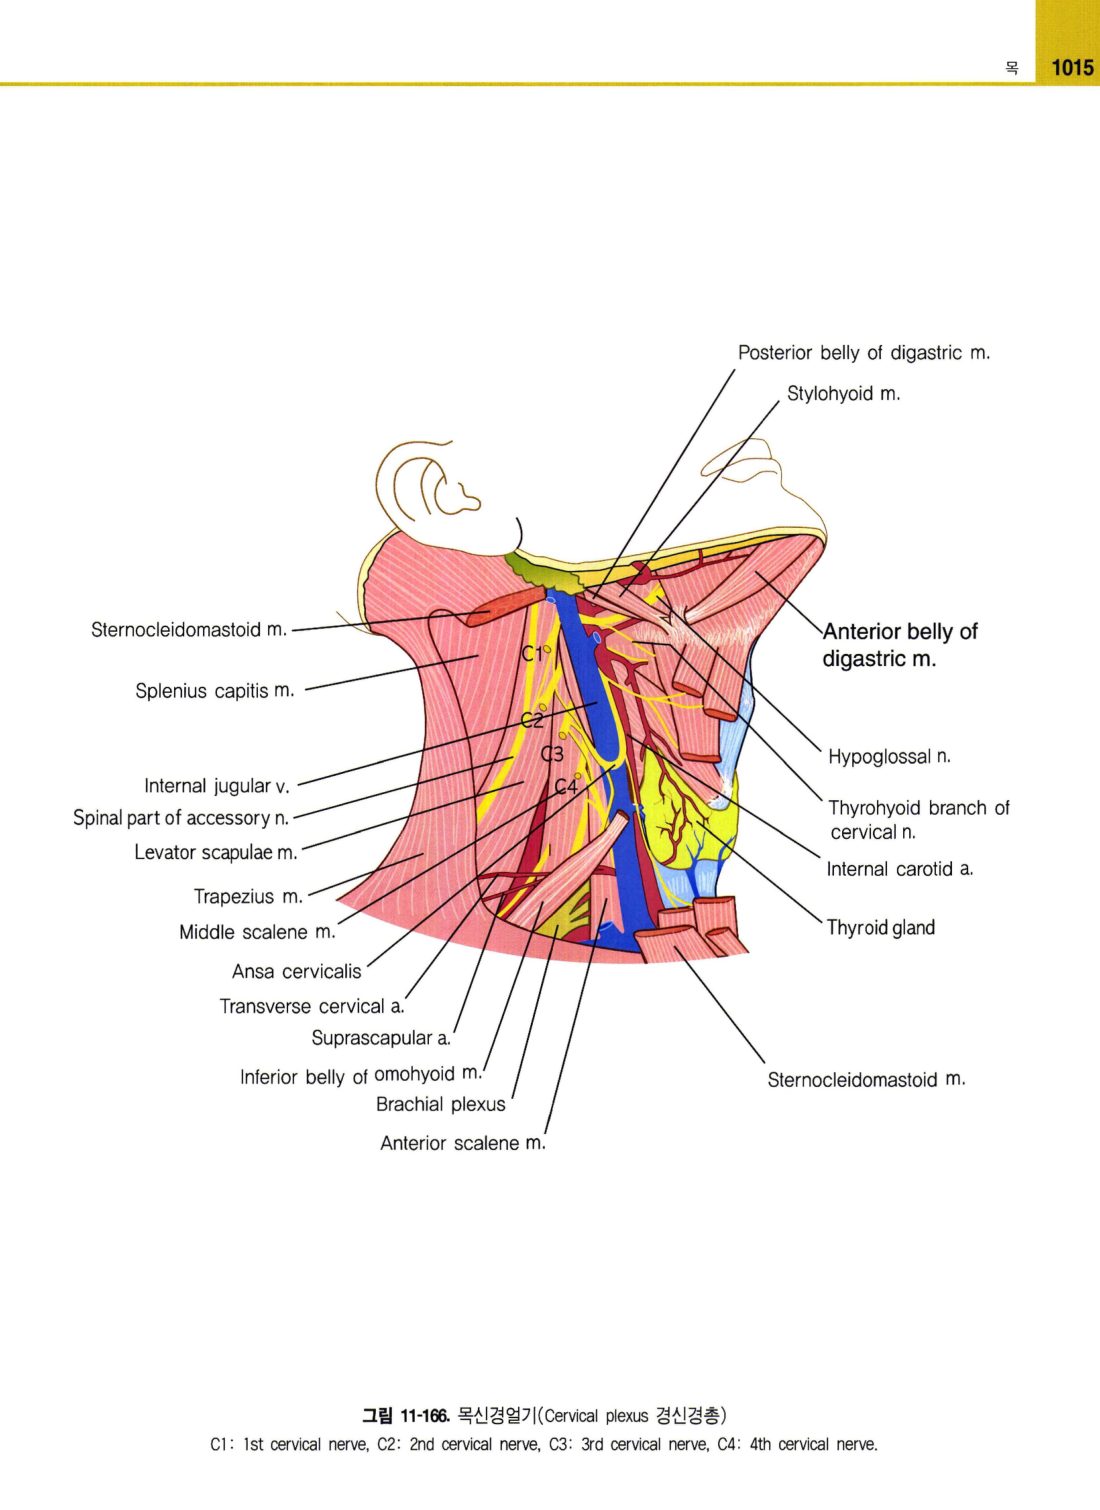 목 1015
Posterior belly of digastric m.
Stylohyoid m.
Sternocleidomastoid m.
Anterior belly of
digastric m.
Splenius capitis m.
C1
C2
C3
C4
Internal jugular v.
Hypoglossal n.
Spinal part of accessory n.
Thyrohyoid branch of
cervical n.
Levator scapulae m.
Internal carotid a.
Trapezius m.
Thyroid gland
Middle scalene m.
Ansa cervicalis
Transverse cervical a.
Suprascapular a.
Inferior belly of omohyoid m.
Sternocleidomastoid m.
Brachial plexus
Anterior scalene m.
그림 11-166. 목신경얼기(Cervical plexus 경신경총)
C1: 1st cervical nerve, C2: 2nd cervical nerve, C3: 3rd cervical nerve, C4: 4th cervical nerve.